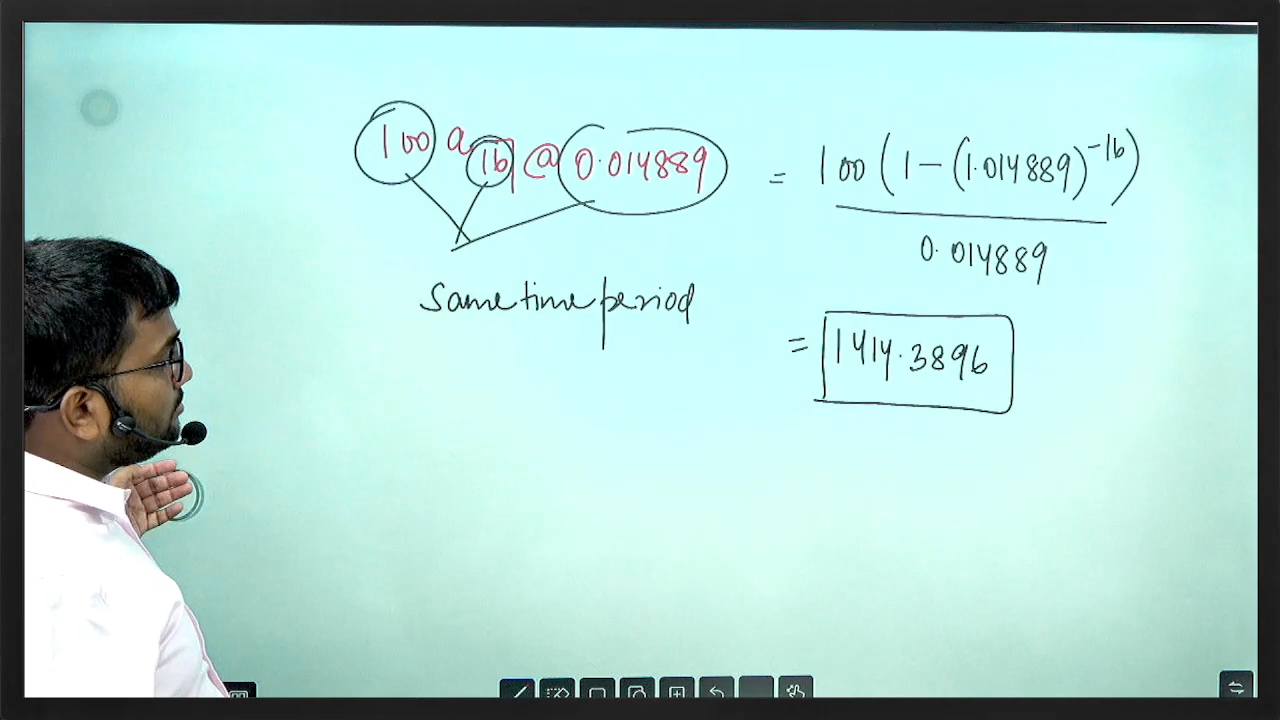 100 a 16 @ 0.014889 = 100 (1 - (1.014889)^-16)
0.014889
same time period
= 1414.3896